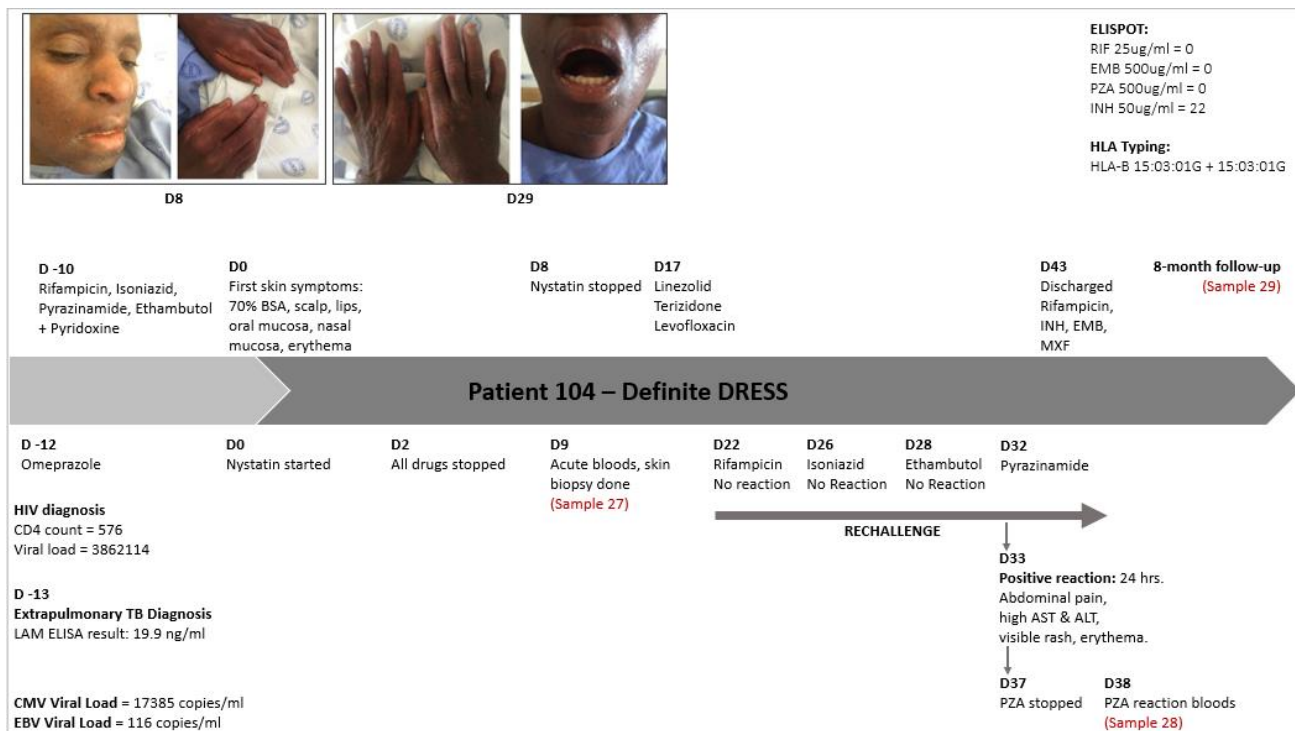 ELISPOT:
RIF 25ug/ml = 0
EMB 500ug/ml = 0
PZA 500ug/ml = 0
INH 50ug/ml = 22
HLA Typing:
HLA-B 15:03:01G + 15:03:01G
D8
D29
D -10
Rifampicin, Isoniazid,
Pyrazinamide, Ethambutol
+ Pyridoxine
D0
First skin symptoms:
70% BSA, scalp, lips,
oral mucosa, nasal
mucosa, erythema
D8
Nystatin stopped
D17
Linezolid
Terizidone
Levofloxacin
D43
Discharged
Rifampicin,
INH, EMB,
MXF
8-month follow-up
(Sample 29)
Patient 104 – Definite DRESS
D -12
Omeprazole
D0
Nystatin started
D2
All drugs stopped
D9
Acute bloods, skin
biopsy done
(Sample 27)
D22
Rifampicin
No reaction
D26
Isoniazid
No Reaction
D28
Ethambutol
No Reaction
D32
Pyrazinamide
RECHALLENGE
HIV diagnosis
CD4 count = 576
Viral load = 3862114
D -13
Extrapulmonary TB Diagnosis
LAM ELISA result: 19.9 ng/ml
D33
Positive reaction: 24 hrs.
Abdominal pain,
high AST & ALT,
visible rash, erythema.
D37
PZA stopped
D38
PZA reaction bloods
(Sample 28)
CMV Viral Load = 17385 copies/ml
EBV Viral Load = 116 copies/ml